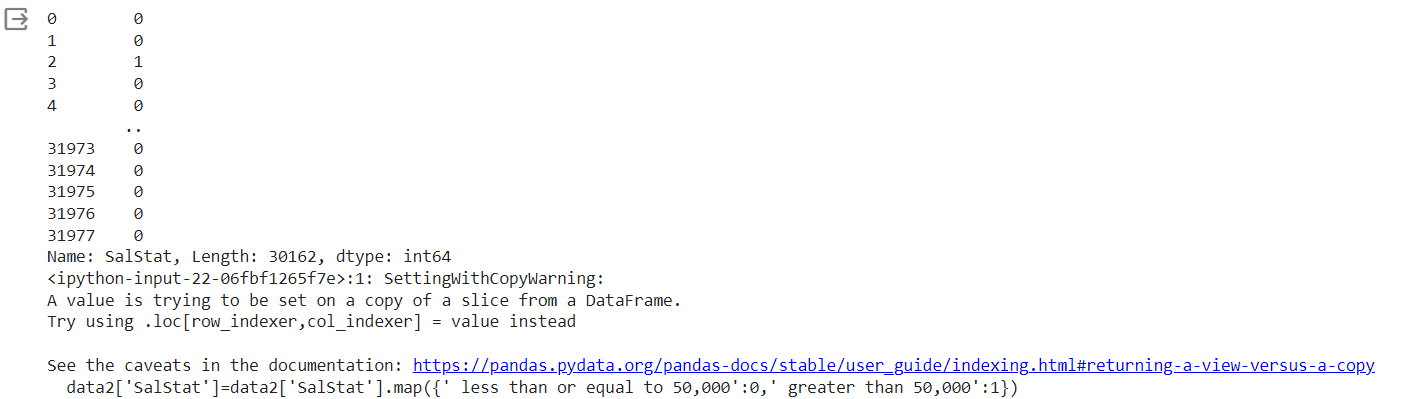 0 0
1 0
2 1
3 0
4 0
..
31973 0
31974 0
31975 0
31976 0
31977 0
Name: SalStat, Length: 30162, dtype: int64
<ipython-input-22-06fbf1265f7e>:1: SettingWithCopyWarning:
A value is trying to be set on a copy of a slice from a DataFrame.
Try using .loc[row_indexer,col_indexer] = value instead
See the caveats in the documentation: https://pandas.pydata.org/pandas-docs/stable/user_guide/indexing.html#returning-a-view-versus-a-copy
data2['SalStat']=data2['SalStat'].map({' less than or equal to 50,000':0,' greater than 50,000':1})